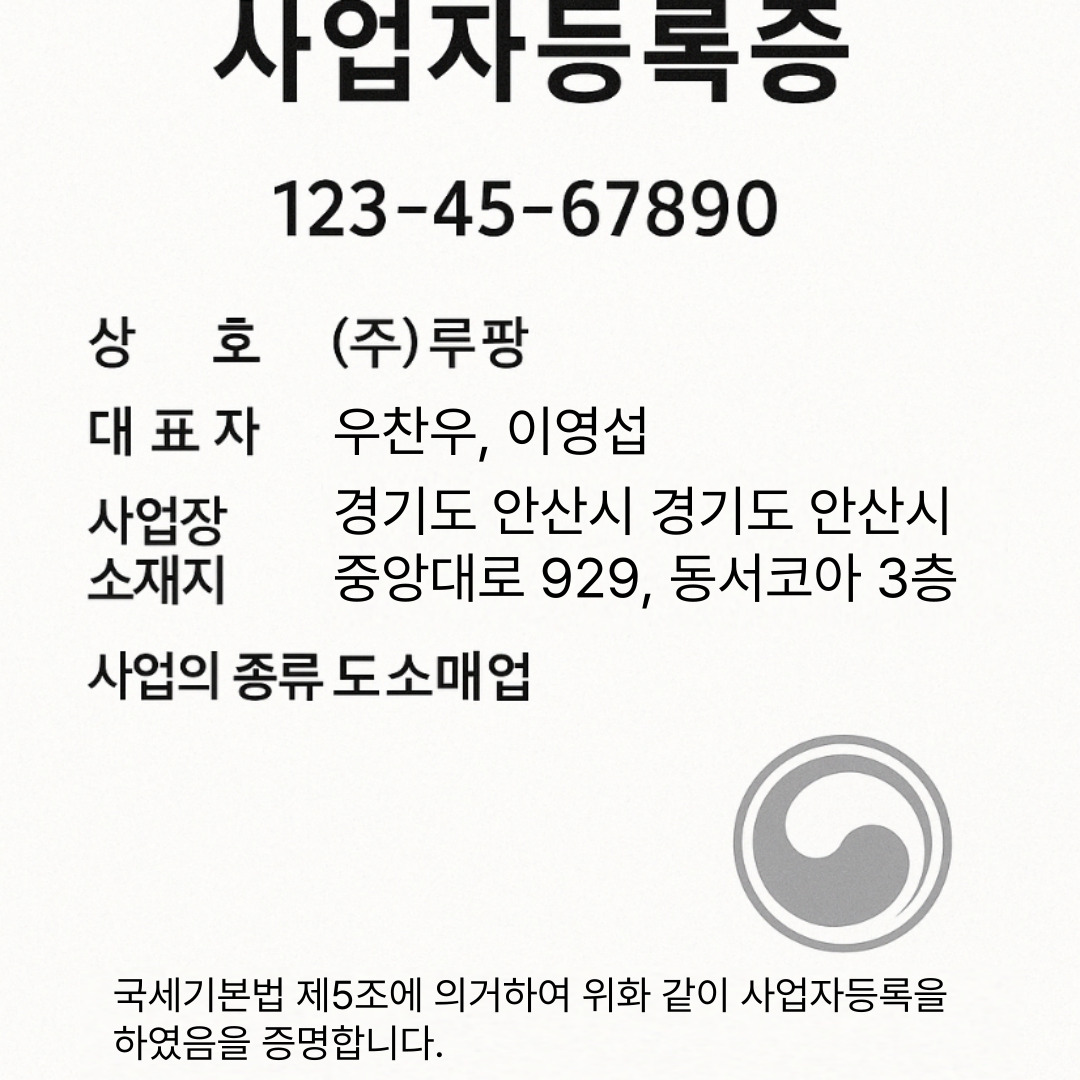 사업자등록증
123-45-67890
상 호 (주)루팡
대 표 자 우찬우, 이영섭
사업장 경기도 안산시 경기도 안산시
소재지 중앙대로 929, 동서코아 3층
사업의 종류 도소매업
국세기본법 제5조에 의거하여 위화 같이 사업자등록을
하였음을 증명합니다.